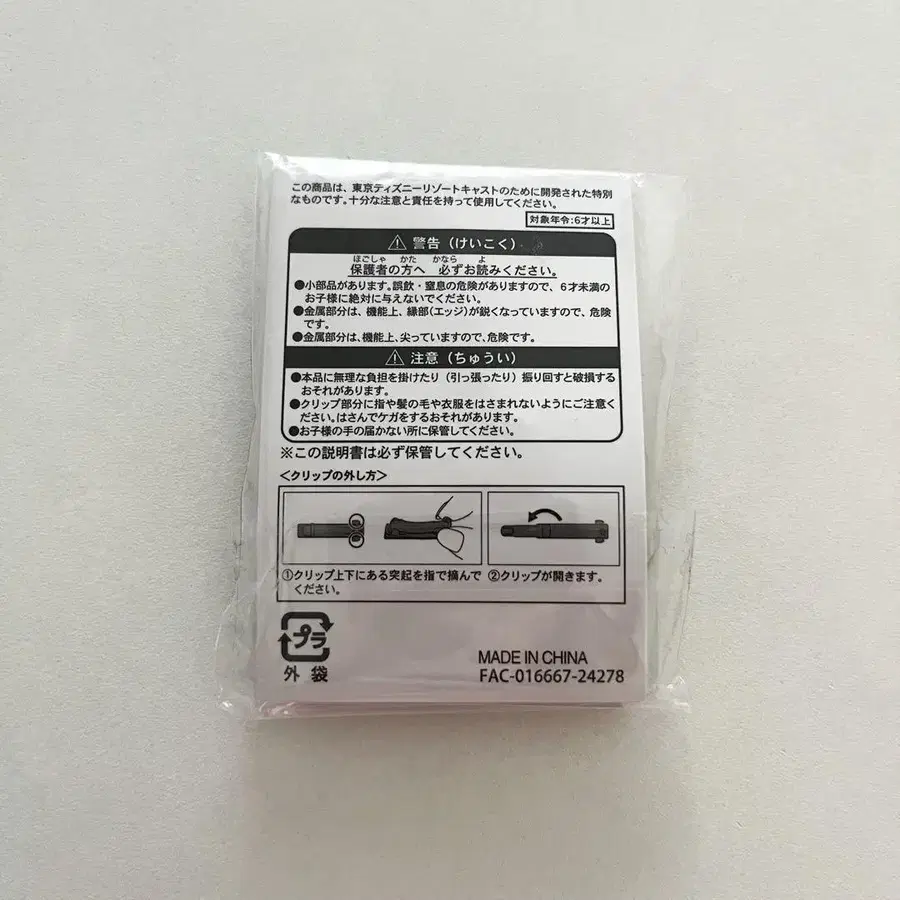 この商品は、東京ディズニーリゾートキャストのために開発された特別
なものです。十分な注意と責任を持って使用してください。
対象年令:6才以上
⚠ 警告（けいこく）
ほごしゃ かた かなら よ
保護者の方へ 必ずお読みください。
●小部品があります。誤飲・窒息の危険がありますので、6才未満の
お子様に絶対に与えないでください。
●金属部分は、機能上、縁部（エッジ）が鋭くなっていますので、危険
です。
●金属部分は、機能上、尖っていますので、危険です。
⚠ 注意（ちゅうい）
●本品に無理な負担を掛けたり（引っ張ったり）振り回すと破損する
おそれがあります。
●クリップ部分に指や髪の毛や衣服をはさまれないようにご注意く
ださい。はさんでケガをするおそれがあります。
●お子様の手の届かない所に保管してください。
※この説明書は必ず保管してください。
＜クリップの外し方＞
①クリップ上下にある突起を指で摘んで
ください。
②クリップが開きます。
プラ
外 袋
MADE IN CHINA
FAC-016667-24278